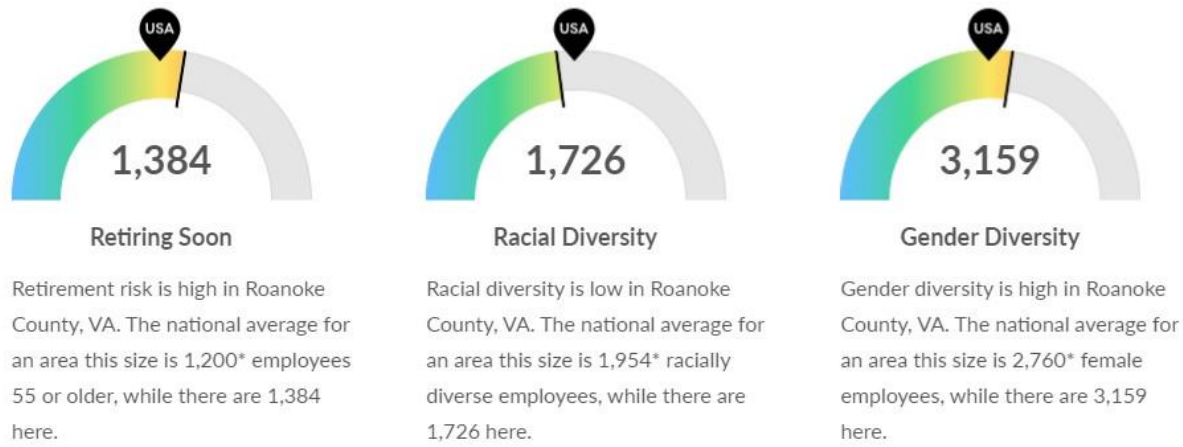 USA
1,384
Retiring Soon
Retirement risk is high in Roanoke
County, VA. The national average for
an area this size is 1,200* employees
55 or older, while there are 1,384
here.
USA
1,726
Racial Diversity
Racial diversity is low in Roanoke
County, VA. The national average for
an area this size is 1,954* racially
diverse employees, while there are
1,726 here.
USA
3,159
Gender Diversity
Gender diversity is high in Roanoke
County, VA. The national average for
an area this size is 2,760* female
employees, while there are 3,159
here.